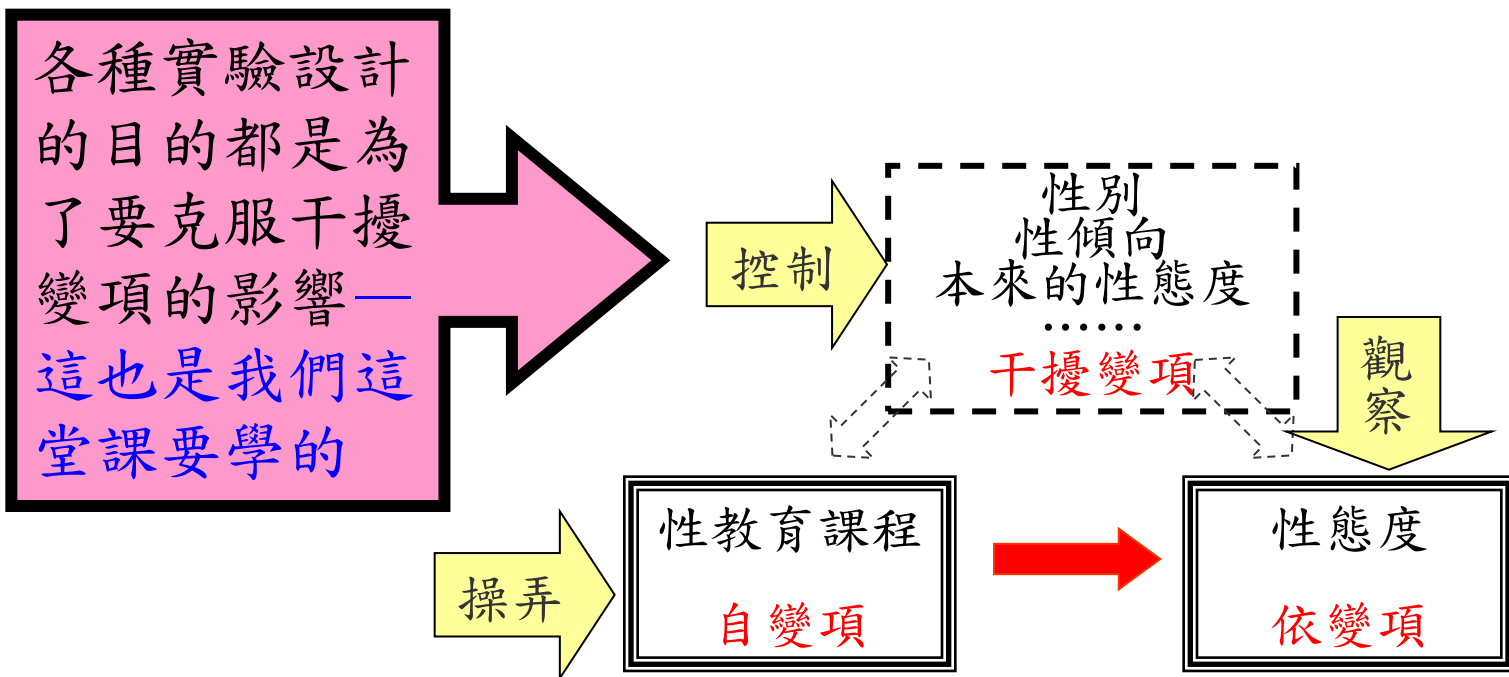 各種實驗設計
的目的都是為
了要克服干擾
變項的影響—
這也是我們這
堂課要學的
控制
性別
性傾向
本來的性態度
……
干擾變項
觀
察
操弄
性教育課程
自變項
性態度
依變項